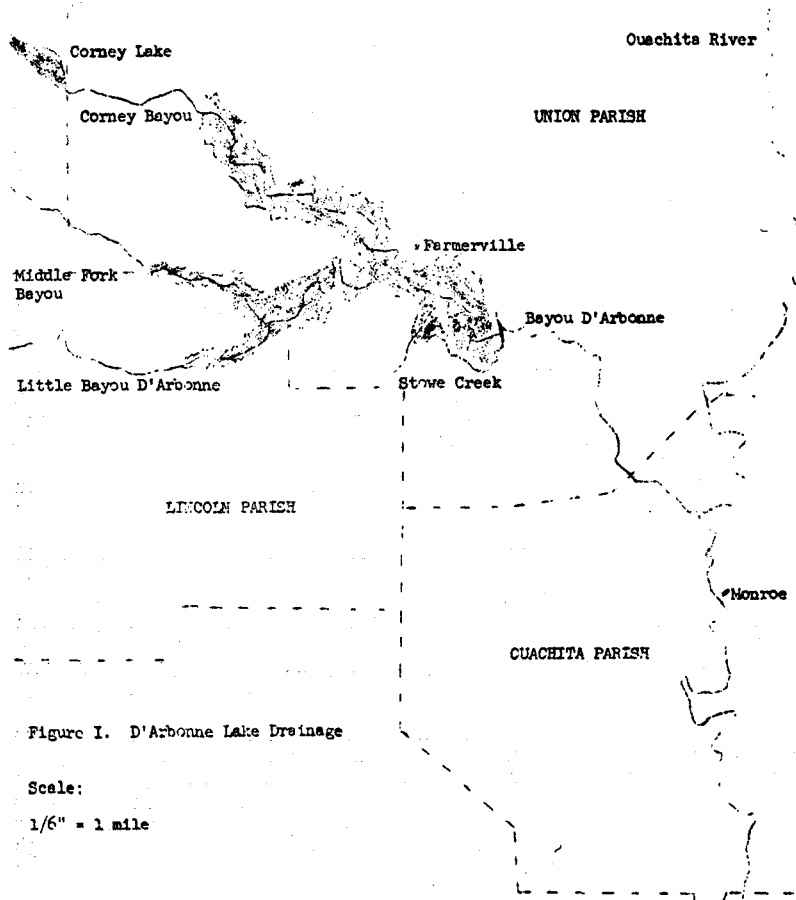 Corney Lake
Ouachita River
Corney Bayou
UNION PARISH
Farmerville
Middle Fork
Bayou
Bayou D'Arbonne
Little Bayou D'Arbonne
Stowe Creek
LINCOLN PARISH
Monroe
OUACHITA PARISH
Figure I. D'Arbonne Lake Drainage
Scale:
1/6" = 1 mile